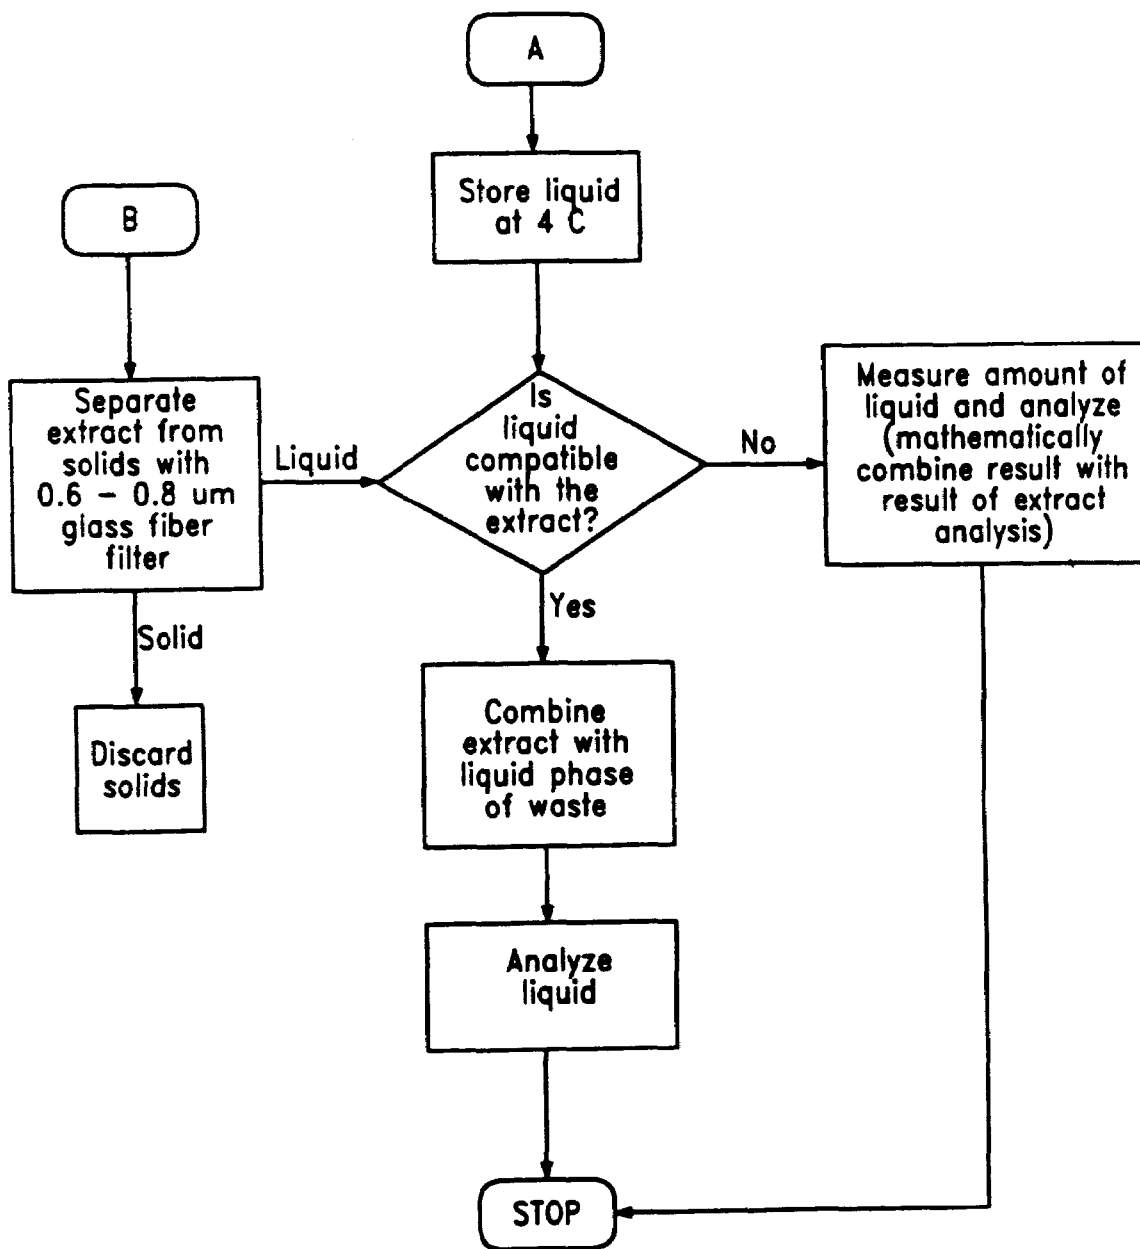 A
Store liquid
at 4 C
B
Separate
extract from
solids with
0.6 – 0.8 um
glass fiber
filter
Liquid
Is
liquid
compatible
with the
extract?
No
Measure amount of
liquid and analyze
(mathematically
combine result with
result of extract
analysis)
Solid
Discard
solids
Yes
Combine
extract with
liquid phase
of waste
Analyze
liquid
STOP